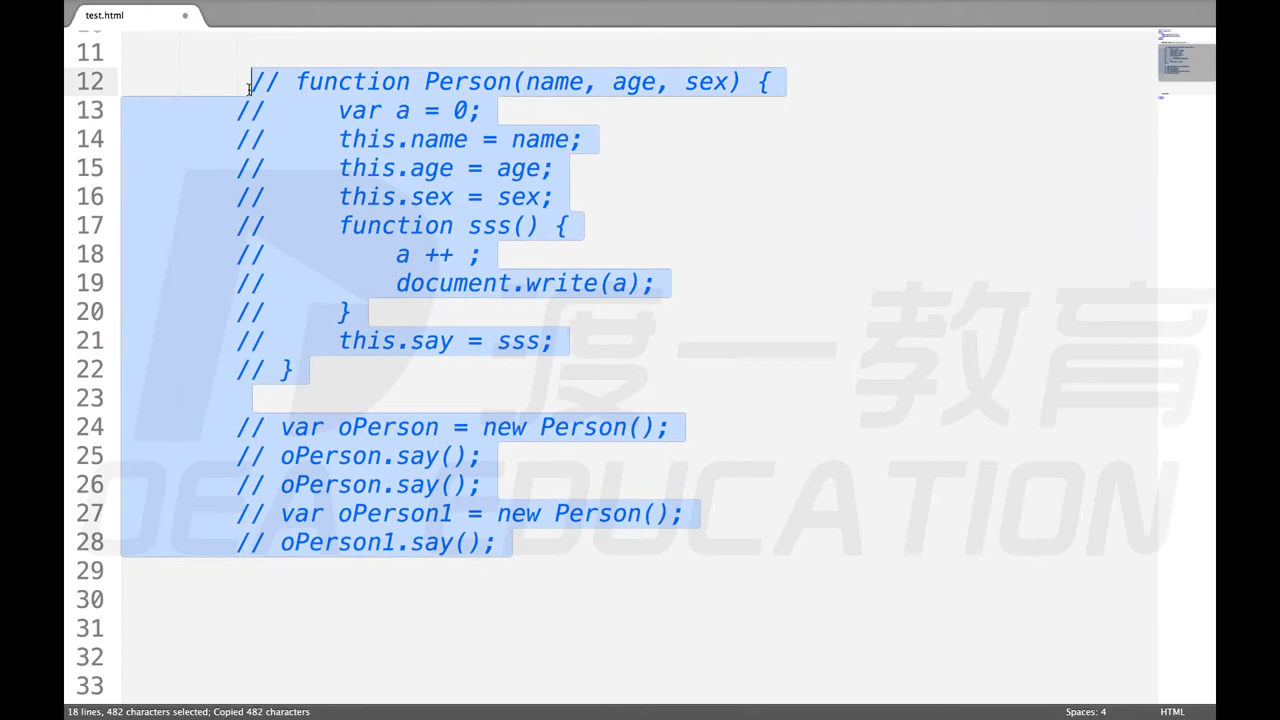 test.html
11
12 // function Person(name, age, sex) {
13 //     var a = 0;
14 //     this.name = name;
15 //     this.age = age;
16 //     this.sex = sex;
17 //     function sss() {
18 //         a ++ ;
19 //         document.write(a);
20 //     }
21 //     this.say = sss;
22 // }
23
24 // var oPerson = new Person();
25 // oPerson.say();
26 // oPerson.say();
27 // var oPerson1 = new Person();
28 // oPerson1.say();
29
30
31
32
33
渡一教育
DEA EDUCATION
18 lines, 482 characters selected; Copied 482 characters
Spaces: 4
HTML